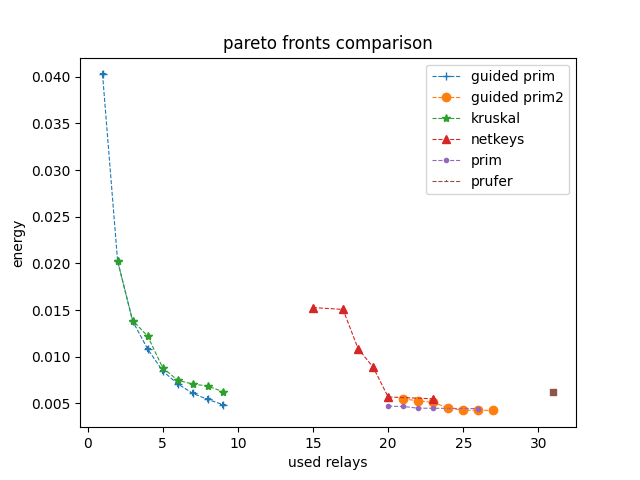 pareto fronts comparison
guided prim
guided prim2
kruskal
netkeys
prim
prufer
0.040
0.035
0.030
0.025
0.020
0.015
0.010
0.005
energy
0 5 10 15 20 25 30
used relays